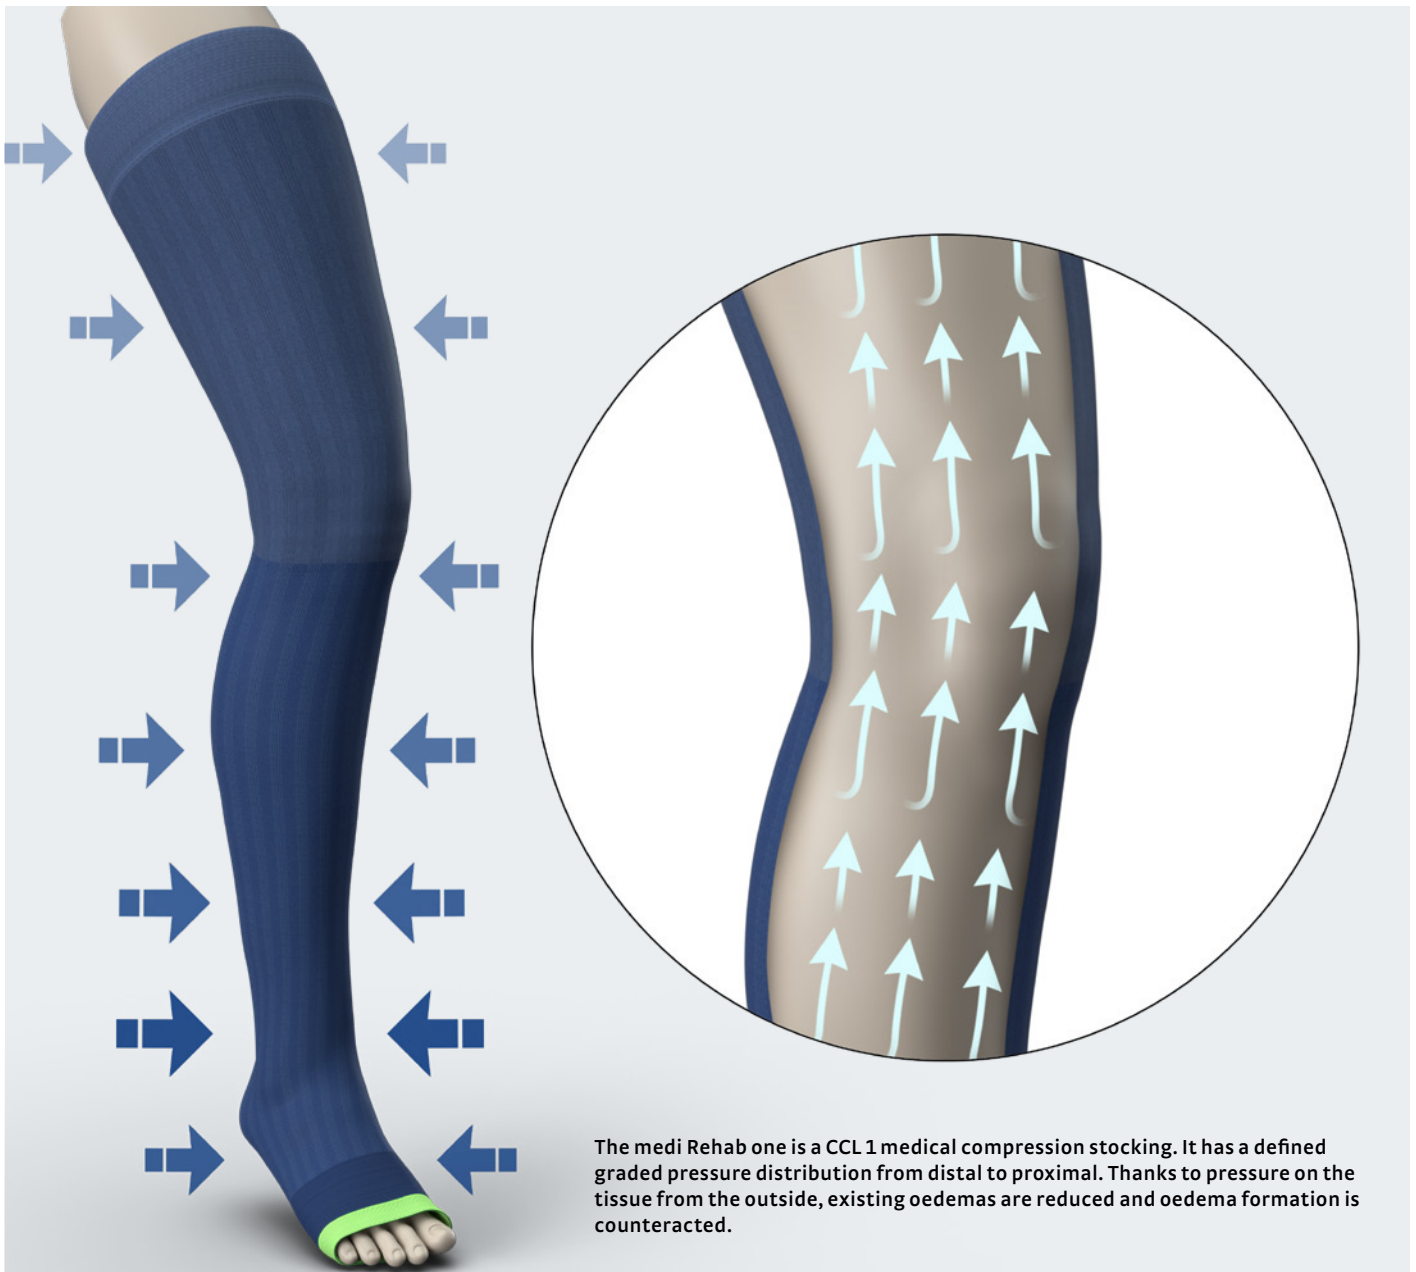 The medi Rehab one is a CCL 1 medical compression stocking. It has a defined
graded pressure distribution from distal to proximal. Thanks to pressure on the
tissue from the outside, existing oedemas are reduced and oedema formation is
counteracted.